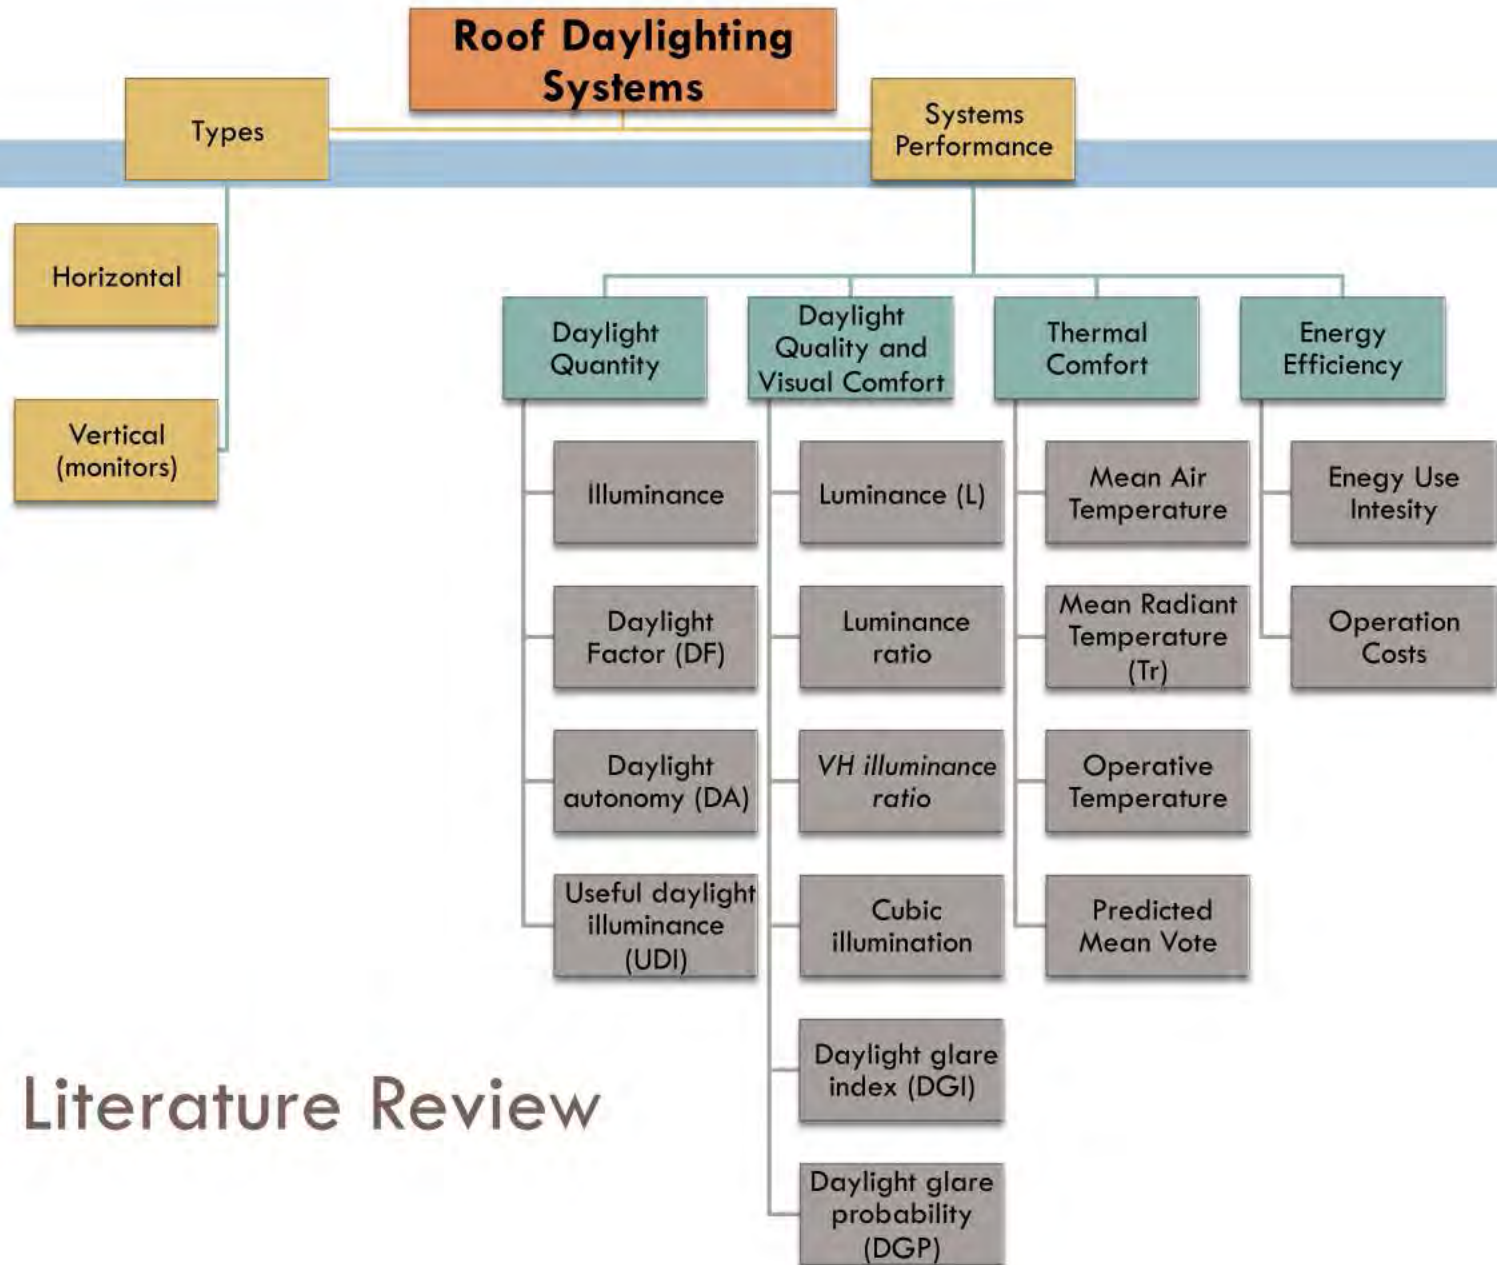 Roof Daylighting
Systems
Types
Systems
Performance
Horizontal
Vertical
(monitors)
Daylight
Quantity
Illuminance
Daylight
Factor (DF)
Daylight
autonomy (DA)
Useful daylight
illuminance
(UDI)
Daylight
Quality and
Visual Comfort
Luminance (L)
Luminance
ratio
VH illuminance
ratio
Cubic
illumination
Daylight glare
index (DGI)
Daylight glare
probability
(DGP)
Thermal
Comfort
Mean Air
Temperature
Mean Radiant
Temperature
(Tr)
Operative
Temperature
Predicted
Mean Vote
Energy
Efficiency
Enegy Use
Intesity
Operation
Costs
Literature Review